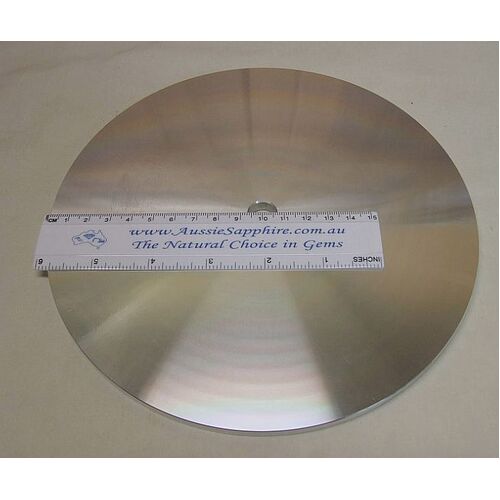 CM 1 2 3 4 5 6 7 8 9 10 11 12 13 14 15
www.AussieSapphire.com.au
The Natural Choice in Gems
6 5 4 3 2 1 INCHES